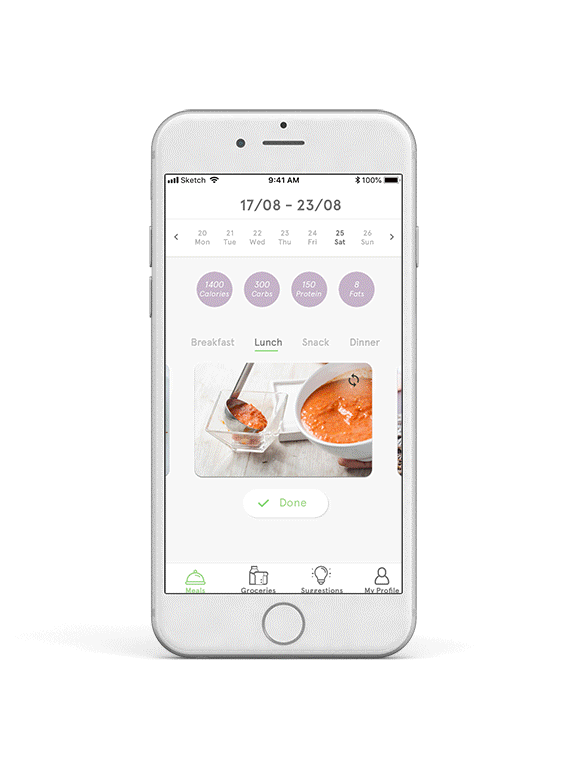 Sketch 9:41 AM 100%
17/08 - 23/08
20 21 22 23 24 25 26
Mon Tue Wed Thu Fri Sat Sun
1400 300 150 8
Calories Carbs Protein Fats
Breakfast Lunch Snack Dinner
Done
Meals Groceries Suggestions My Profile